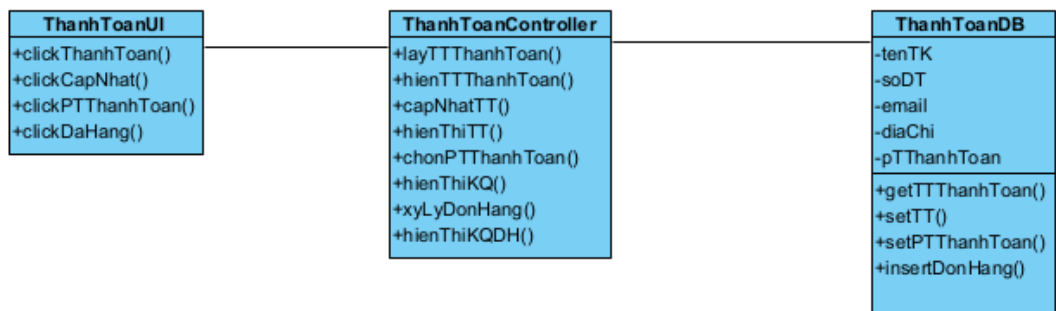 ThanhToanUI
+clickThanhToan()
+clickCapNhat()
+clickPTThanhToan()
+clickDaHang()
ThanhToanController
+layTTThanhToan()
+hienTTThanhToan()
+capNhatTT()
+hienThiTT()
+chonPTThanhToan()
+hienThiKQ()
+xyLyDonHang()
+hienThiKQDH()
ThanhToanDB
-tenTK
-soDT
-email
-diaChi
-pTThanhToan
+getTTThanhToan()
+setTT()
+setPTThanhToan()
+insertDonHang()